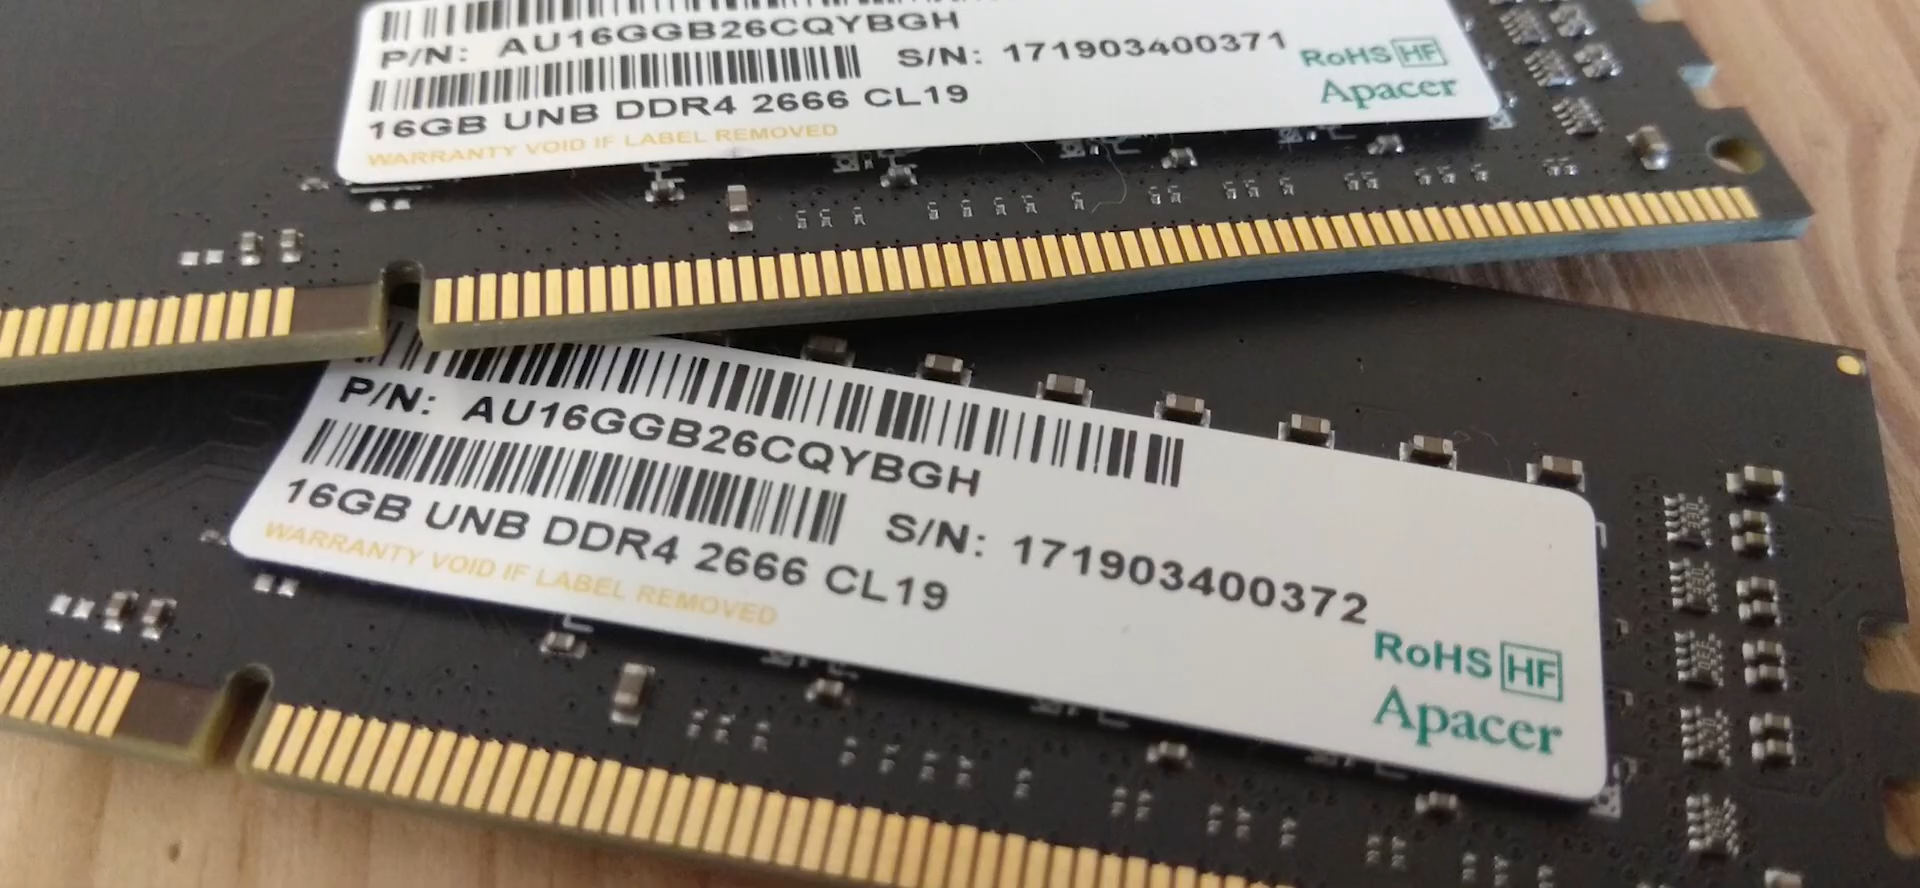 P/N: AU16GGB26CQYBGH
S/N: 171903400371
16GB UNB DDR4 2666 CL19
WARRANTY VOID IF LABEL REMOVED
RoHS HF
Apacer
P/N: AU16GGB26CQYBGH
S/N: 171903400372
16GB UNB DDR4 2666 CL19
WARRANTY VOID IF LABEL REMOVED
RoHS HF
Apacer